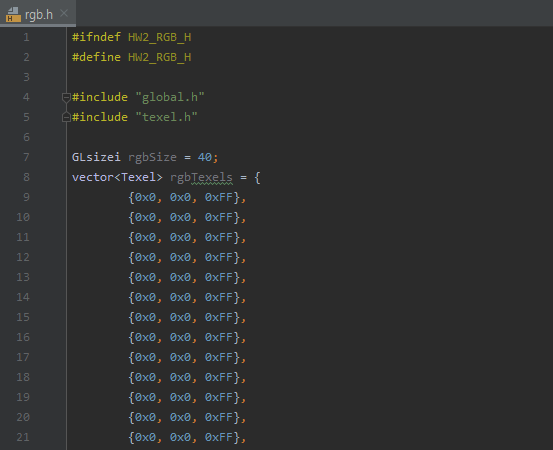 rgb.h
1 #ifndef HW2_RGB_H
2 #define HW2_RGB_H
3
4 #include "global.h"
5 #include "texel.h"
6
7 GLsizei rgbSize = 40;
8 vector<Texel> rgbTexels = {
9 {0x0, 0x0, 0xFF},
10 {0x0, 0x0, 0xFF},
11 {0x0, 0x0, 0xFF},
12 {0x0, 0x0, 0xFF},
13 {0x0, 0x0, 0xFF},
14 {0x0, 0x0, 0xFF},
15 {0x0, 0x0, 0xFF},
16 {0x0, 0x0, 0xFF},
17 {0x0, 0x0, 0xFF},
18 {0x0, 0x0, 0xFF},
19 {0x0, 0x0, 0xFF},
20 {0x0, 0x0, 0xFF},
21 {0x0, 0x0, 0xFF},